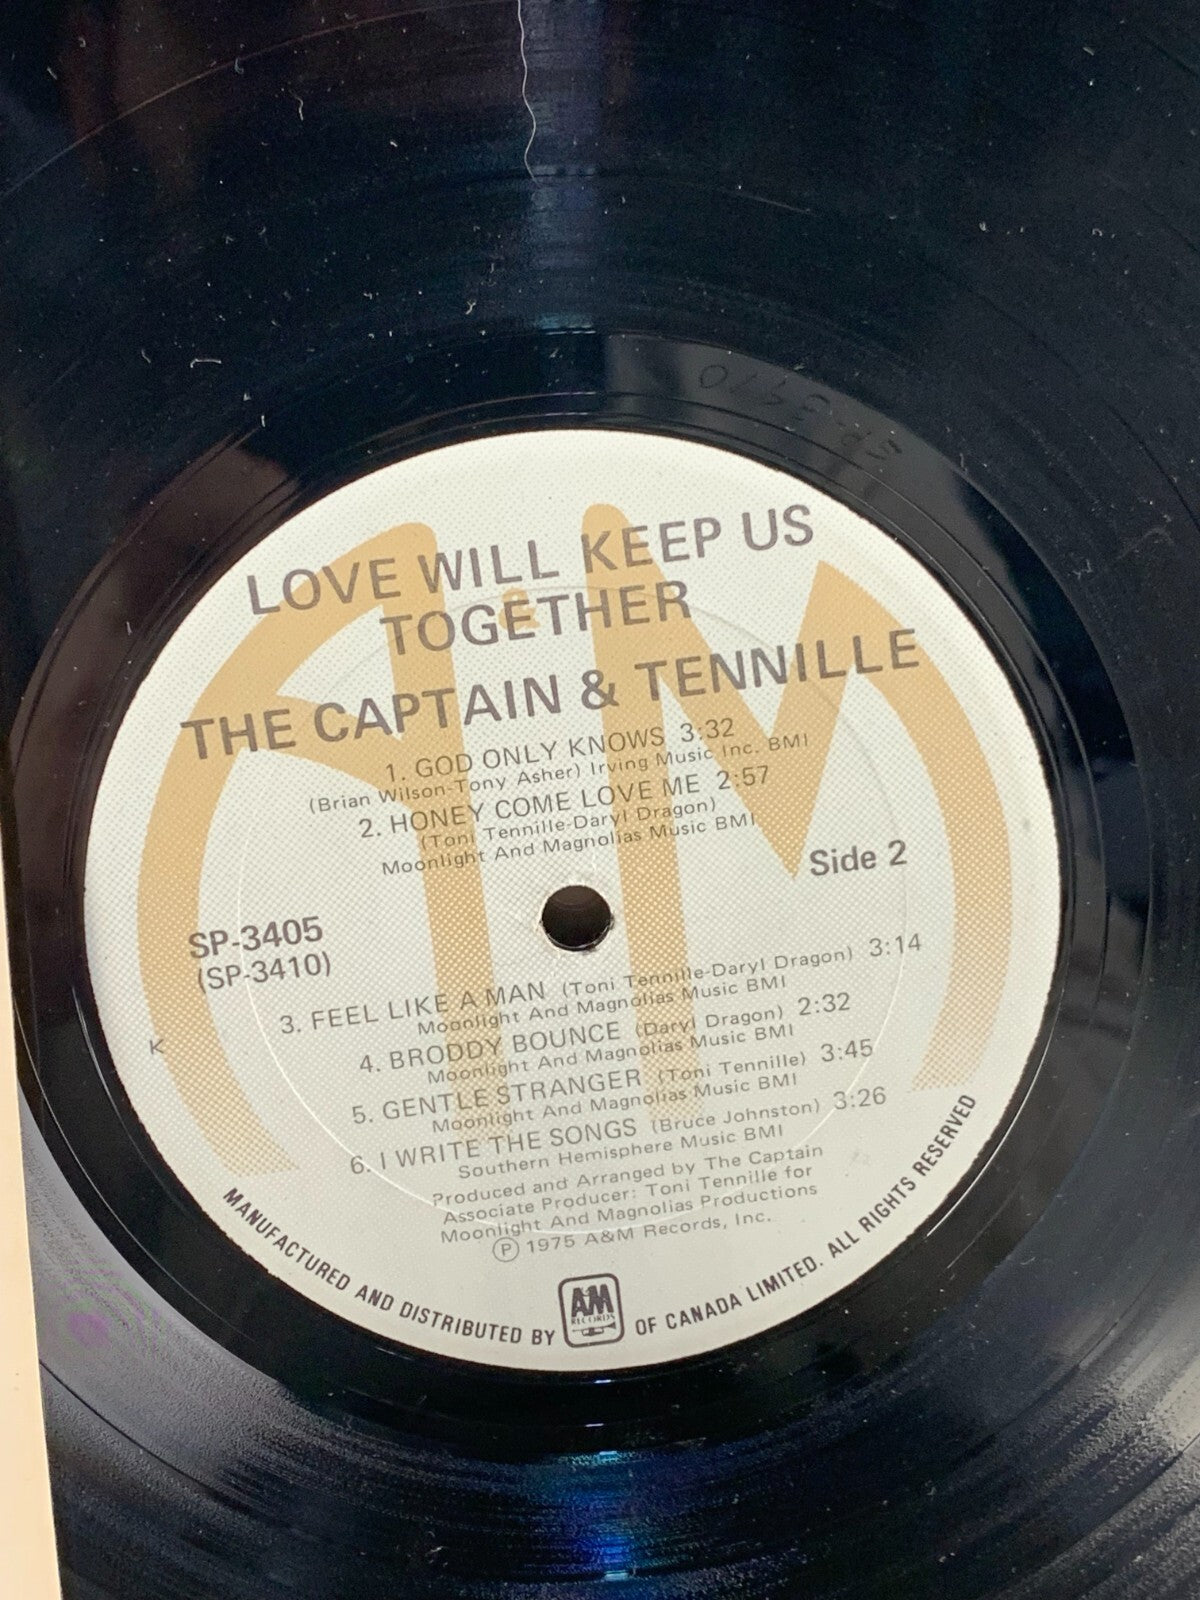 SP-3410
LOVE WILL KEEP US
TOGETHER
&
THE CAPTAIN & TENNILLE
1. GOD ONLY KNOWS 3:32
(Brian Wilson-Tony Asher) Irving Music Inc. BMI
2. HONEY COME LOVE ME 2:57
(Toni Tennille-Daryl Dragon)
Moonlight And Magnolias Music BMI
Side 2
SP-3405
(SP-3410)
3. FEEL LIKE A MAN (Toni Tennille-Daryl Dragon) 3:14
Moonlight And Magnolias Music BMI
4. BRODDY BOUNCE (Daryl Dragon) 2:32
Moonlight And Magnolias Music BMI
K
5. GENTLE STRANGER (Toni Tennille) 3:45
Moonlight And Magnolias Music BMI
6. I WRITE THE SONGS (Bruce Johnston) 3:26
Southern Hemisphere Music BMI
Produced and Arranged by The Captain
Associate Producer: Toni Tennille for
Moonlight And Magnolias Productions
Ⓟ 1975 A&M Records, Inc.
MANUFACTURED AND DISTRIBUTED BY A&M RECORDS OF CANADA LIMITED. ALL RIGHTS RESERVED